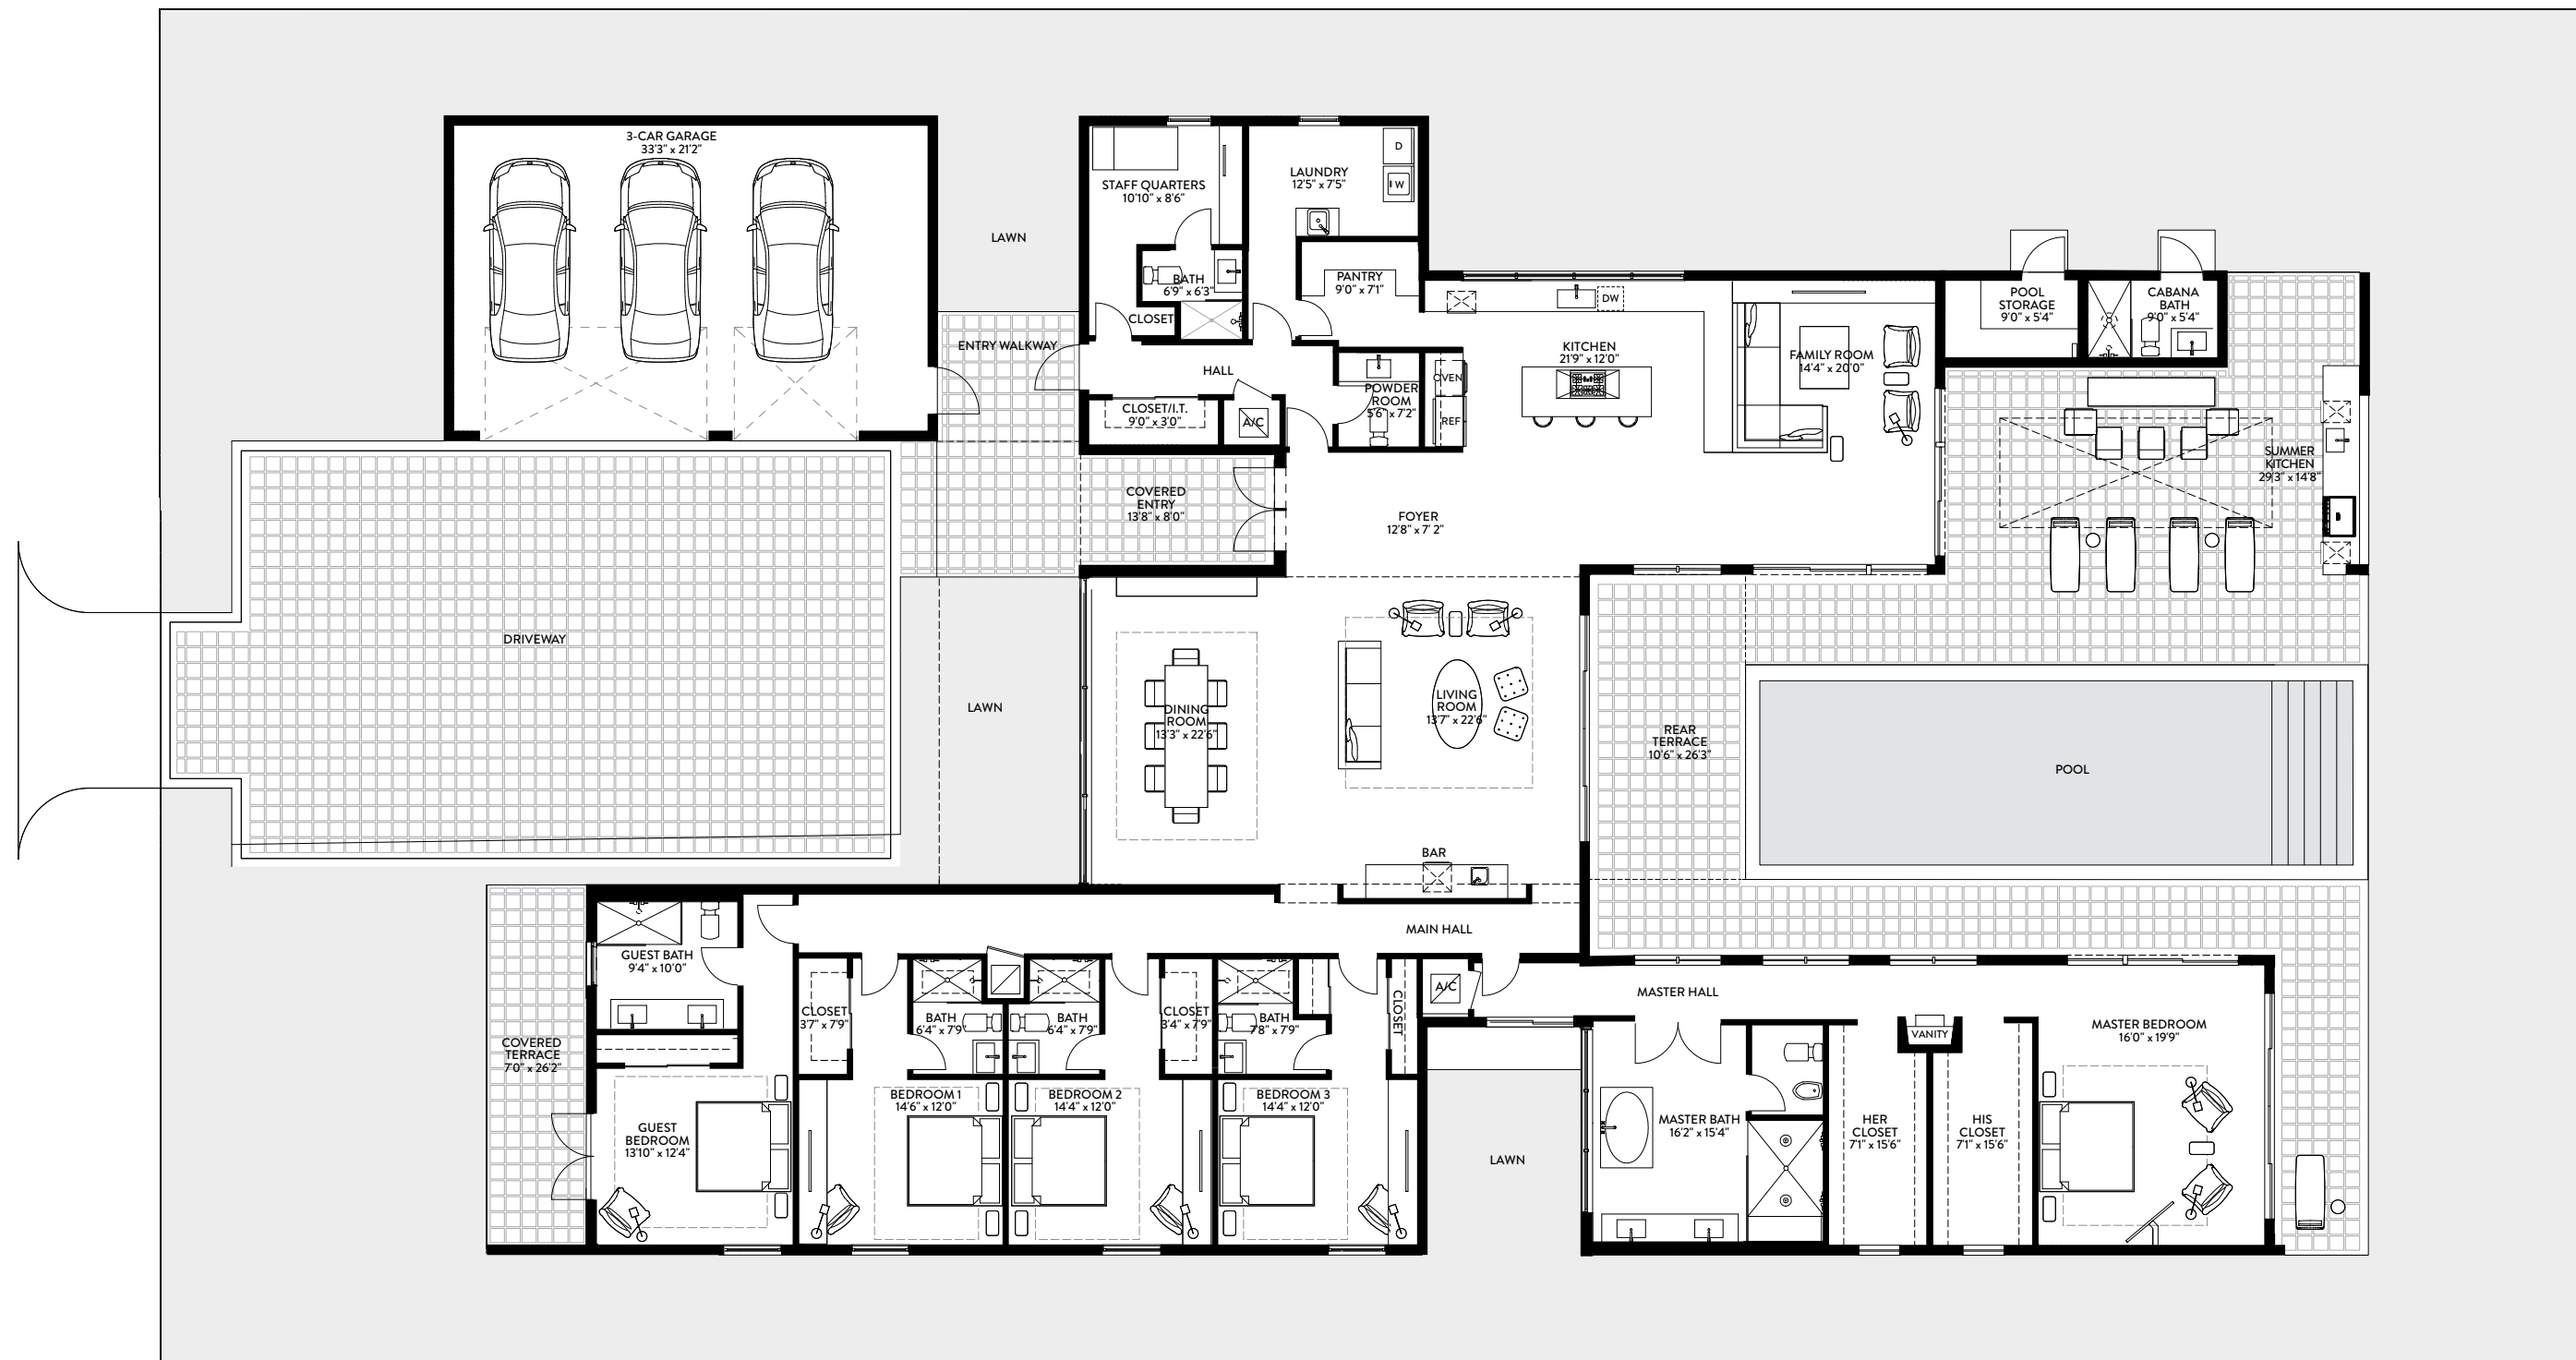 3-CAR GARAGE
33'3" x 21'2"
LAWN
STAFF QUARTERS
10'10" x 8'6"
LAUNDRY
12'5" x 7'5"
D
W
BATH
6'9" x 6'3"
CLOSET
PANTRY
9'0" x 7'1"
ENTRY WALKWAY
HALL
CLOSET/I.T.
9'0" x 3'0"
A/C
POWDER
ROOM
5'6" x 7'2"
OVEN
REF
DW
KITCHEN
21'9" x 12'0"
FAMILY ROOM
14'4" x 20'0"
POOL
STORAGE
9'0" x 5'4"
CABANA
BATH
9'0" x 5'4"
SUMMER
KITCHEN
29'3" x 14'8"
COVERED
ENTRY
13'8" x 8'0"
FOYER
12'8" x 7' 2"
DRIVEWAY
LAWN
DINING
ROOM
13'3" x 22'6"
LIVING
ROOM
13'7" x 22'6"
REAR
TERRACE
10'6" x 26'3"
POOL
BAR
MAIN HALL
GUEST BATH
9'4" x 10'0"
COVERED
TERRACE
7'0" x 26'2"
CLOSET
3'7" x 7'9"
BATH
6'4" x 7'9"
BATH
6'4" x 7'9"
CLOSET
3'4" x 7'9"
BATH
7'8" x 7'9"
CLOSET
A/C
MASTER HALL
VANITY
MASTER BEDROOM
16'0" x 19'9"
GUEST
BEDROOM
13'10" x 12'4"
BEDROOM 1
14'6" x 12'0"
BEDROOM 2
14'4" x 12'0"
BEDROOM 3
14'4" x 12'0"
LAWN
MASTER BATH
16'2" x 15'4"
HER
CLOSET
7'1" x 15'6"
HIS
CLOSET
7'1" x 15'6"